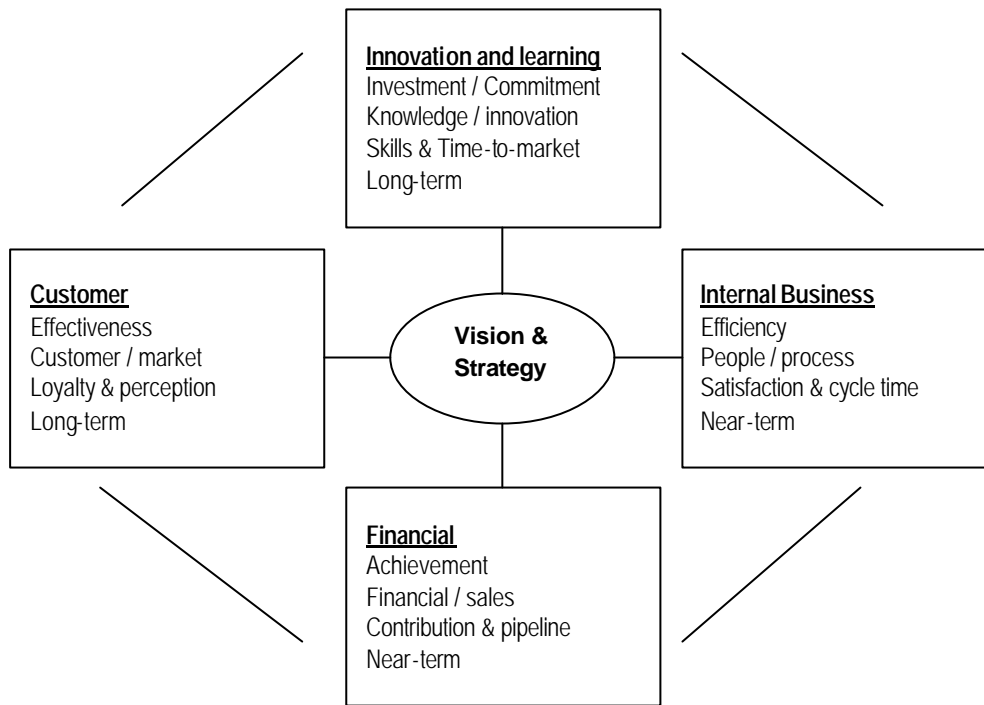 Innovation and learning
Investment / Commitment
Knowledge / innovation
Skills & Time-to-market
Long-term
Customer
Effectiveness
Customer / market
Loyalty & perception
Long-term
Vision &
Strategy
Internal Business
Efficiency
People / process
Satisfaction & cycle time
Near-term
Financial
Achievement
Financial / sales
Contribution & pipeline
Near-term